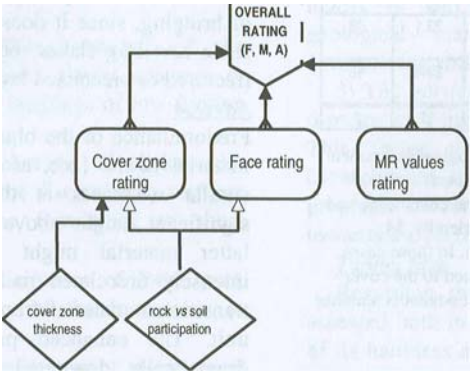 OVERALL
RATING
(F, M, A)
Cover zone
rating
Face rating
MR values
rating
cover zone
thickness
rock vs soil
participation